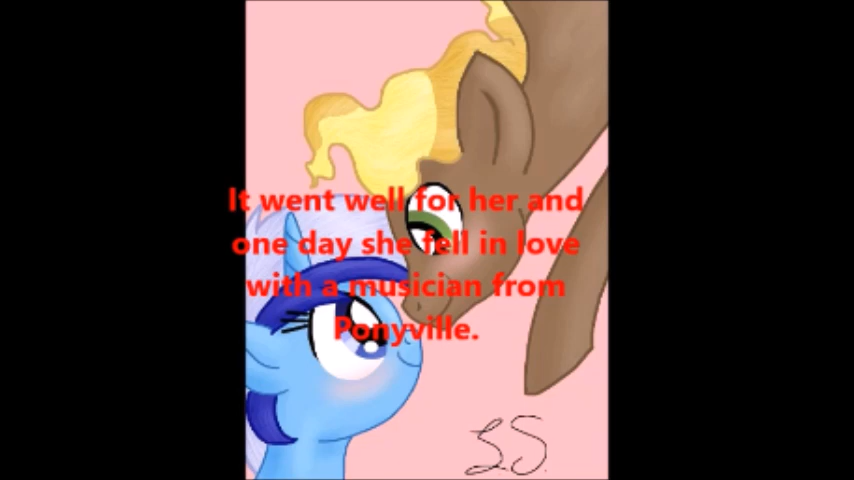 It went well for her and
one day she fell in love
with a musician from
Ponyville.